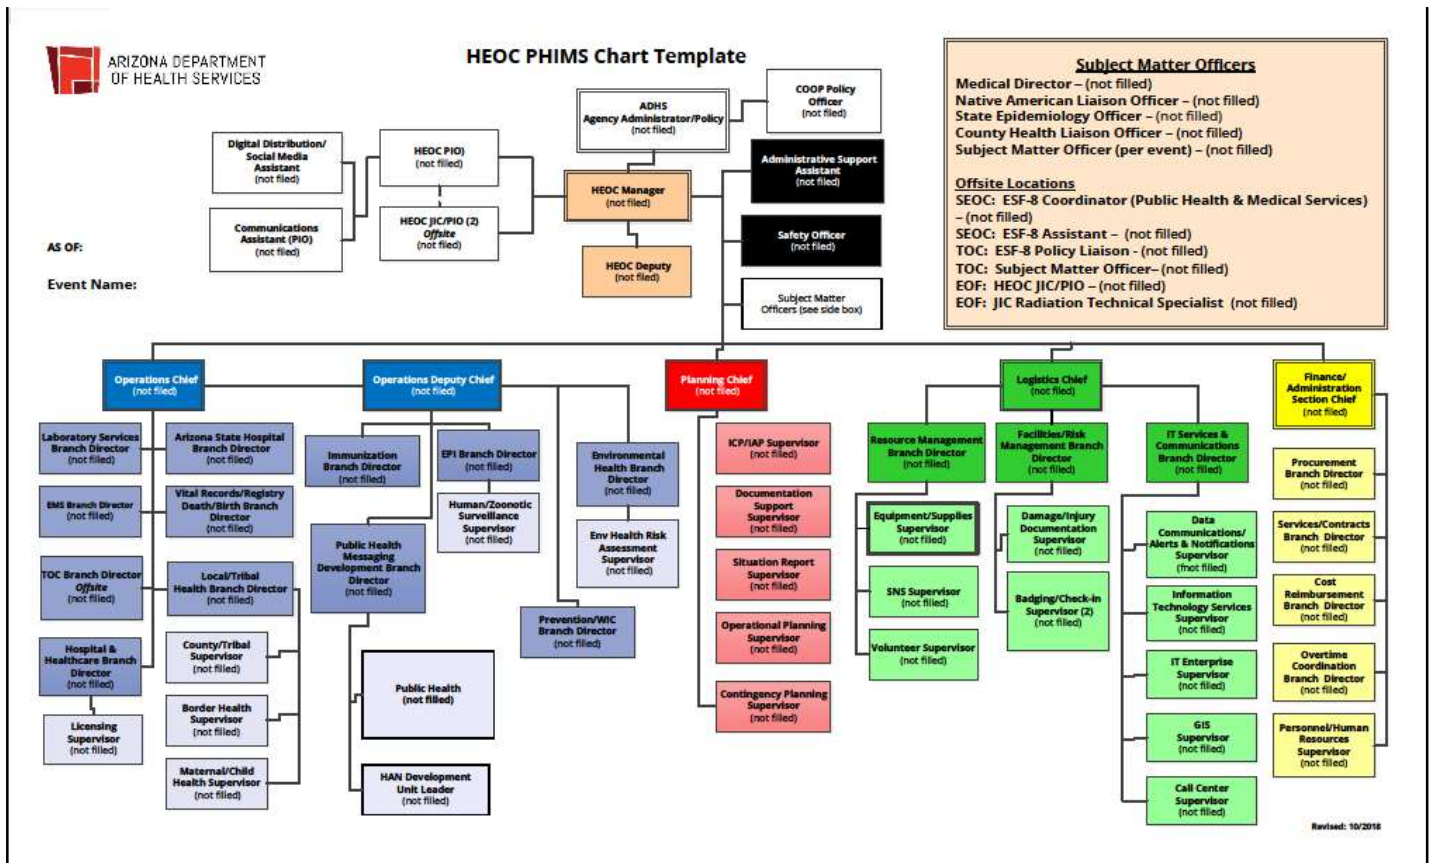 ARIZONA DEPARTMENT
OF HEALTH SERVICES
HEOC PHIMS Chart Template
AS OF:
Event Name:
ADHS
Agency Administrator/Policy
(not filled)
COOP Policy
Officer
(not filled)
Digital Distribution/
Social Media
Assistant
(not filled)
HEOC PIO)
(not filled)
Communications
Assistant (PIO)
(not filled)
HEOC JIC/PIO (2)
Offsite
(not filled)
HEOC Manager
(not filled)
HEOC Deputy
(not filled)
Administrative Support
Assistant
(not filled)
Safety Officer
(not filled)
Subject Matter
Officers (see side box)
Subject Matter Officers
Medical Director – (not filled)
Native American Liaison Officer – (not filled)
State Epidemiology Officer – (not filled)
County Health Liaison Officer – (not filled)
Subject Matter Officer (per event) – (not filled)
Offsite Locations
SEOC: ESF-8 Coordinator (Public Health & Medical Services)
– (not filled)
SEOC: ESF-8 Assistant – (not filled)
TOC: ESF-8 Policy Liaison - (not filled)
TOC: Subject Matter Officer– (not filled)
EOF: HEOC JIC/PIO – (not filled)
EOF: JIC Radiation Technical Specialist (not filled)
Operations Chief
(not filled)
Operations Deputy Chief
(not filled)
Planning Chief
(not filled)
Logistics Chief
(not filled)
Finance/
Administration
Section Chief
(not filled)
Laboratory Services
Branch Director
(not filled)
Arizona State Hospital
Branch Director
(not filled)
EMS Branch Director
(not filled)
Vital Records/Registry
Death/Birth Branch
Director
(not filled)
TOC Branch Director
Offsite
(not filled)
Local/Tribal
Health Branch Director
(not filled)
Hospital &
Healthcare Branch
Director
(not filled)
County/Tribal
Supervisor
(not filled)
Licensing
Supervisor
(not filled)
Border Health
Supervisor
(not filled)
Maternal/Child
Health Supervisor
(not filled)
Immunization
Branch Director
(not filled)
EPI Branch Director
(not filled)
Human/Zoonotic
Surveillance
Supervisor
(not filled)
Public Health
Messaging
Development Branch
Director
(not filled)
Public Health
(not filled)
HAN Development
Unit Leader
(not filled)
Environmental
Health Branch
Director
(not filled)
Env Health Risk
Assessment
Supervisor
(not filled)
Prevention/WIC
Branch Director
(not filled)
ICP/IAP Supervisor
(not filled)
Documentation
Support
Supervisor
(not filled)
Situation Report
Supervisor
(not filled)
Operational Planning
Supervisor
(not filled)
Contingency Planning
Supervisor
(not filled)
Resource Management
Branch Director
(not filled)
Equipment/Supplies
Supervisor
(not filled)
SNS Supervisor
(not filled)
Volunteer Supervisor
(not filled)
Facilities/Risk
Management Branch
Director
(not filled)
Damage/Injury
Documentation
Supervisor
(not filled)
Badging/Check-in
Supervisor (2)
(not filled)
IT Services &
Communications
Branch Director
(not filled)
Data
Communications/
Alerts & Notifications
Supervisor
(fnot filled)
Information
Technology Services
Supervisor
(not filled)
IT Enterprise
Supervisor
(not filled)
GIS
Supervisor
(not filled)
Call Center
Supervisor
(not filled)
Procurement
Branch Director
(not filled)
Services/Contracts
Branch Director
(not filled)
Cost
Reimbursement
Branch Director
(not filled)
Overtime
Coordination
Branch Director
(not filled)
Personnel/Human
Resources
Supervisor
(not filled)
Revised: 10/2018